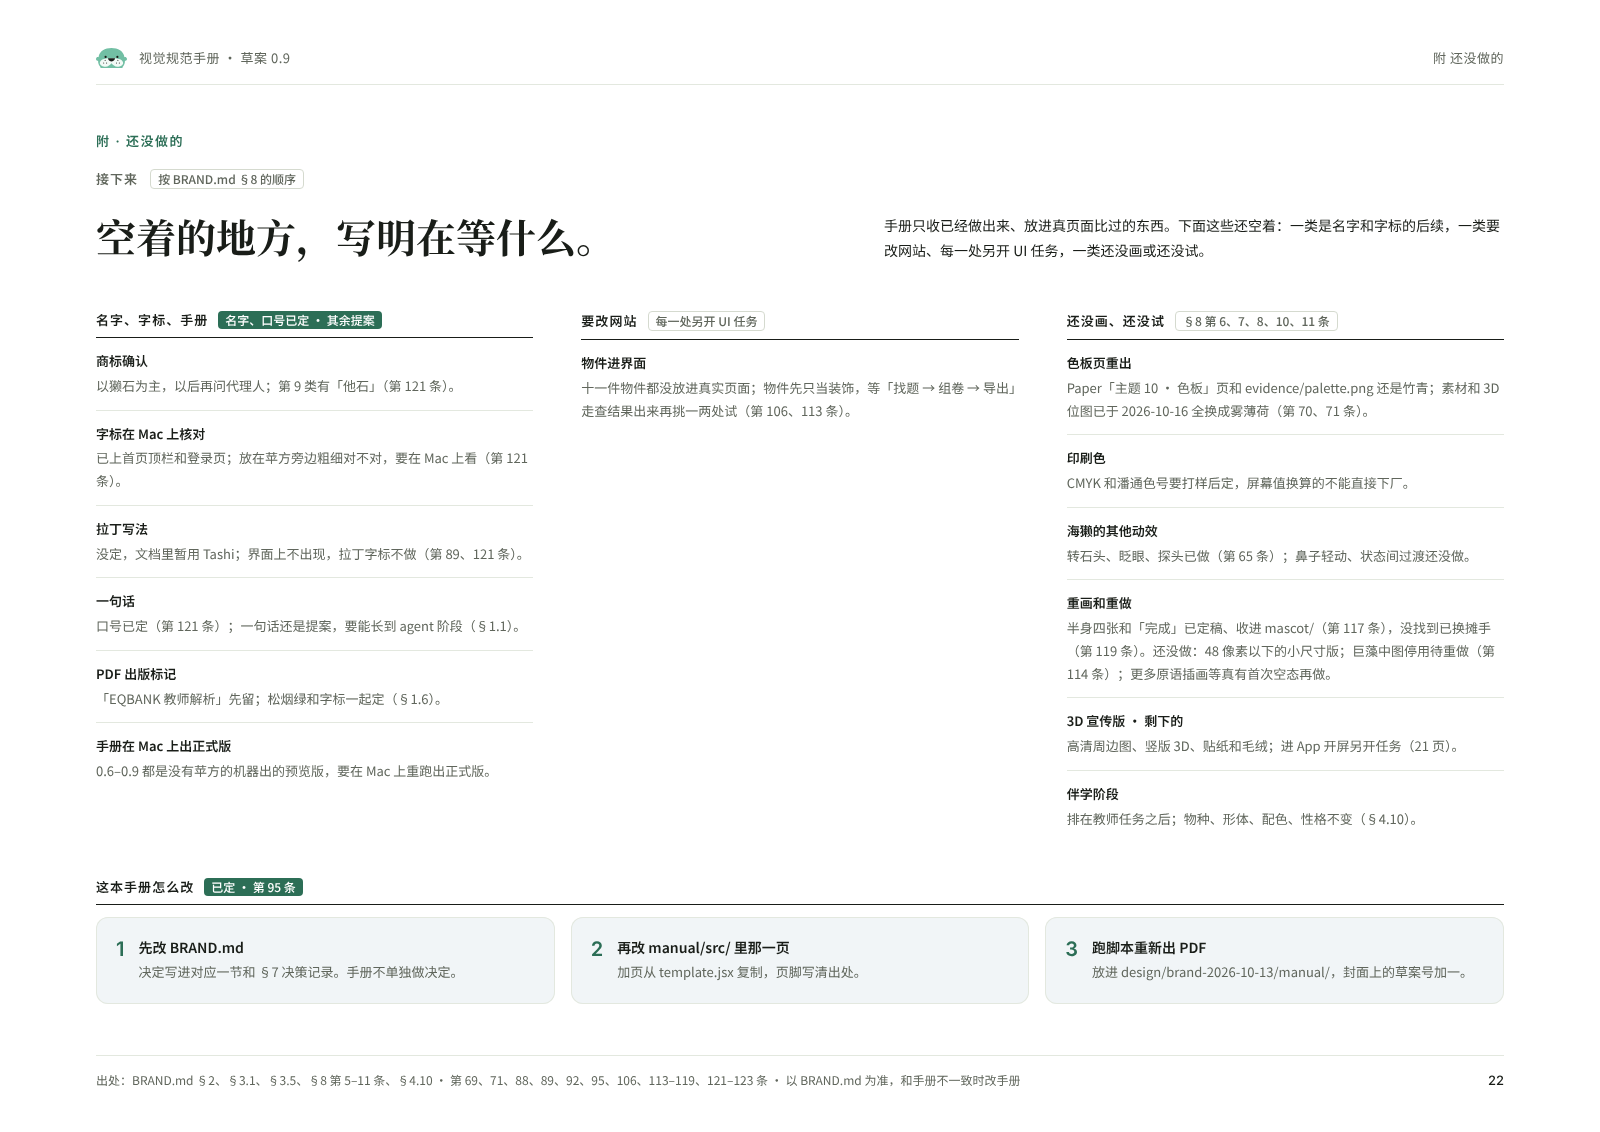 视觉规范手册 · 草案 0.9
附 还没做的
附 · 还没做的
接下来 按 BRAND.md §8 的顺序
空着的地方，写明在等什么。
手册只收已经做出来、放进真页面比过的东西。下面这些还空着：一类是名字和字标的后续，一类要
改网站、每一处另开 UI 任务，一类还没画或还没试。
名字、字标、手册 名字、口号已定 · 其余提案
商标确认
以獭石为主，以后再问代理人；第 9 类有「他石」（第 121 条）。
字标在 Mac 上核对
已上首页顶栏和登录页；放在苹方旁边粗细对不对，要在 Mac 上看（第 121
条）。
拉丁写法
没定，文档里暂用 Tashi；界面上不出现，拉丁字标不做（第 89、121 条）。
一句话
口号已定（第 121 条）；一句话还是提案，要能长到 agent 阶段（§1.1）。
PDF 出版标记
「EQBANK 教师解析」先留；松烟绿和字标一起定（§1.6）。
手册在 Mac 上出正式版
0.6–0.9 都是没有苹方的机器出的预览版，要在 Mac 上重跑出正式版。
要改网站 每一处另开 UI 任务
物件进界面
十一件物件都没放进真实页面；物件先只当装饰，等「找题 → 组卷 → 导出」
走查结果出来再挑一两处试（第 106、113 条）。
还没画、还没试 §8 第 6、7、8、10、11 条
色板页重出
Paper「主题 10 · 色板」页和 evidence/palette.png 还是竹青；素材和 3D
位图已于 2026-10-16 全换成雾薄荷（第 70、71 条）。
印刷色
CMYK 和潘通色号要打样后定，屏幕值换算的不能直接下厂。
海獭的其他动效
转石头、眨眼、探头已做（第 65 条）；鼻子轻动、状态间过渡还没做。
重画和重做
半身四张和「完成」已定稿、收进 mascot/（第 117 条），没找到已换摊手
（第 119 条）。还没做：48 像素以下的小尺寸版；巨藻中图停用待重做（第
114 条）；更多原语插画等真有首次空态再做。
3D 宣传版 · 剩下的
高清周边图、竖版 3D、贴纸和毛绒；进 App 开屏另开任务（21 页）。
伴学阶段
排在教师任务之后；物种、形体、配色、性格不变（§4.10）。
这本手册怎么改 已定 · 第 95 条
1 先改 BRAND.md
决定写进对应一节和 §7 决策记录。手册不单独做决定。
2 再改 manual/src/ 里那一页
加页从 template.jsx 复制，页脚写清出处。
3 跑脚本重新出 PDF
放进 design/brand-2026-10-13/manual/，封面上的草案号加一。
出处：BRAND.md §2、§3.1、§3.5、§8 第 5–11 条、§4.10 · 第 69、71、88、89、92、95、106、113–119、121–123 条 · 以 BRAND.md 为准，和手册不一致时改手册
22